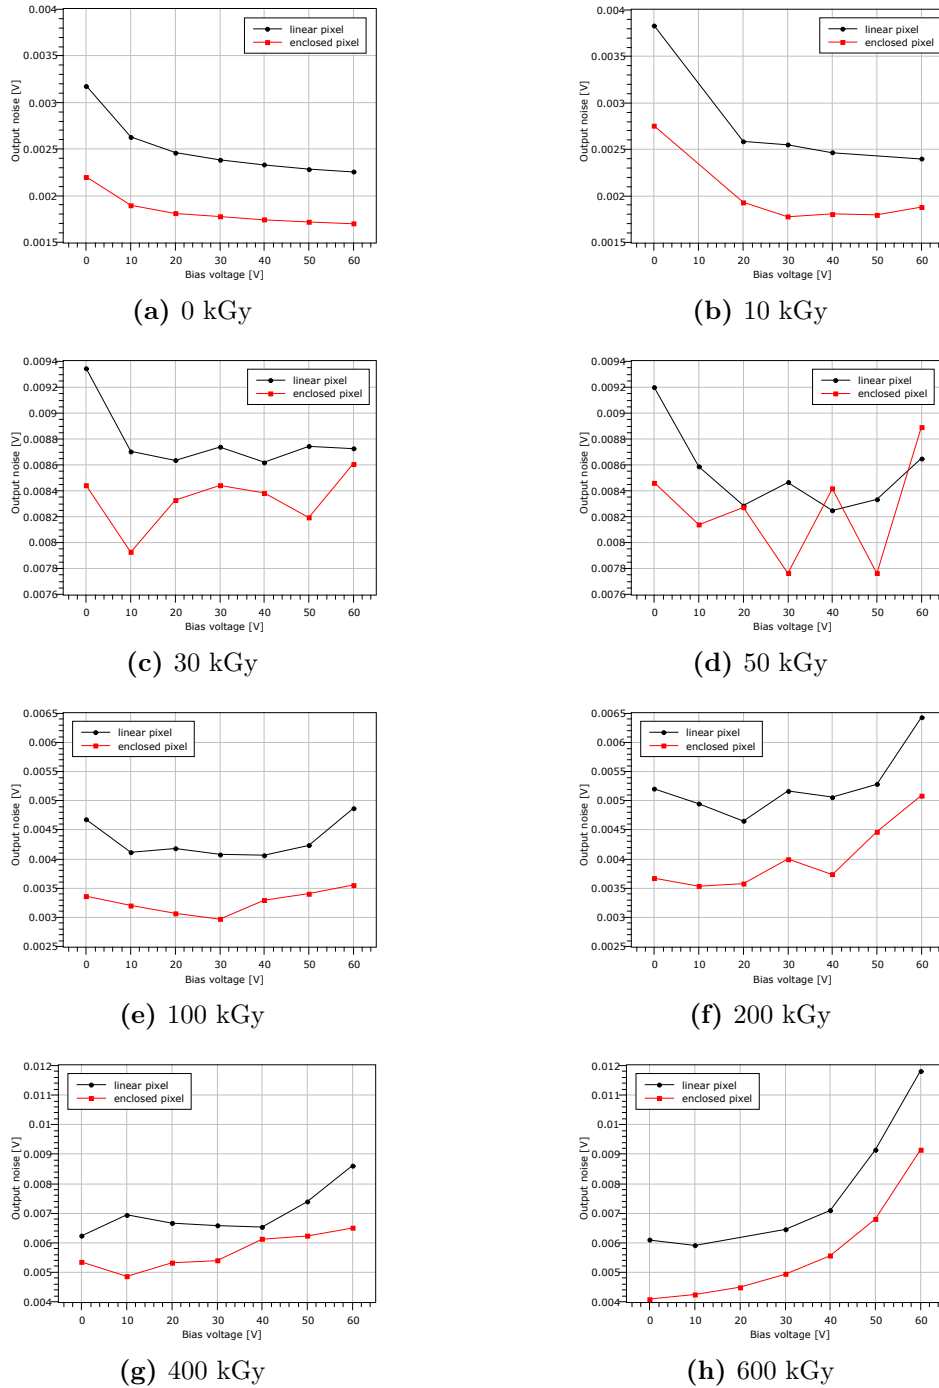 0.004
0.0035
0.003
0.0025
0.002
0.0015
Output noise [V]
linear pixel
enclosed pixel
0 10 20 30 40 50 60
Bias voltage [V]
(a) 0 kGy
0.004
0.0035
0.003
0.0025
0.002
0.0015
Output noise [V]
linear pixel
enclosed pixel
0 10 20 30 40 50 60
Bias voltage [V]
(b) 10 kGy
0.0094
0.0092
0.009
0.0088
0.0086
0.0084
0.0082
0.008
0.0078
0.0076
Output noise [V]
linear pixel
enclosed pixel
0 10 20 30 40 50 60
Bias voltage [V]
(c) 30 kGy
0.0094
0.0092
0.009
0.0088
0.0086
0.0084
0.0082
0.008
0.0078
0.0076
Output noise [V]
linear pixel
enclosed pixel
0 10 20 30 40 50 60
Bias voltage [V]
(d) 50 kGy
0.0065
0.006
0.0055
0.005
0.0045
0.004
0.0035
0.003
0.0025
Output noise [V]
linear pixel
enclosed pixel
0 10 20 30 40 50 60
Bias voltage [V]
(e) 100 kGy
0.0065
0.006
0.0055
0.005
0.0045
0.004
0.0035
0.003
0.0025
Output noise [V]
linear pixel
enclosed pixel
0 10 20 30 40 50 60
Bias voltage [V]
(f) 200 kGy
0.012
0.011
0.01
0.009
0.008
0.007
0.006
0.005
0.004
Output noise [V]
linear pixel
enclosed pixel
0 10 20 30 40 50 60
Bias voltage [V]
(g) 400 kGy
0.012
0.011
0.01
0.009
0.008
0.007
0.006
0.005
0.004
Output noise [V]
linear pixel
enclosed pixel
0 10 20 30 40 50 60
Bias voltage [V]
(h) 600 kGy